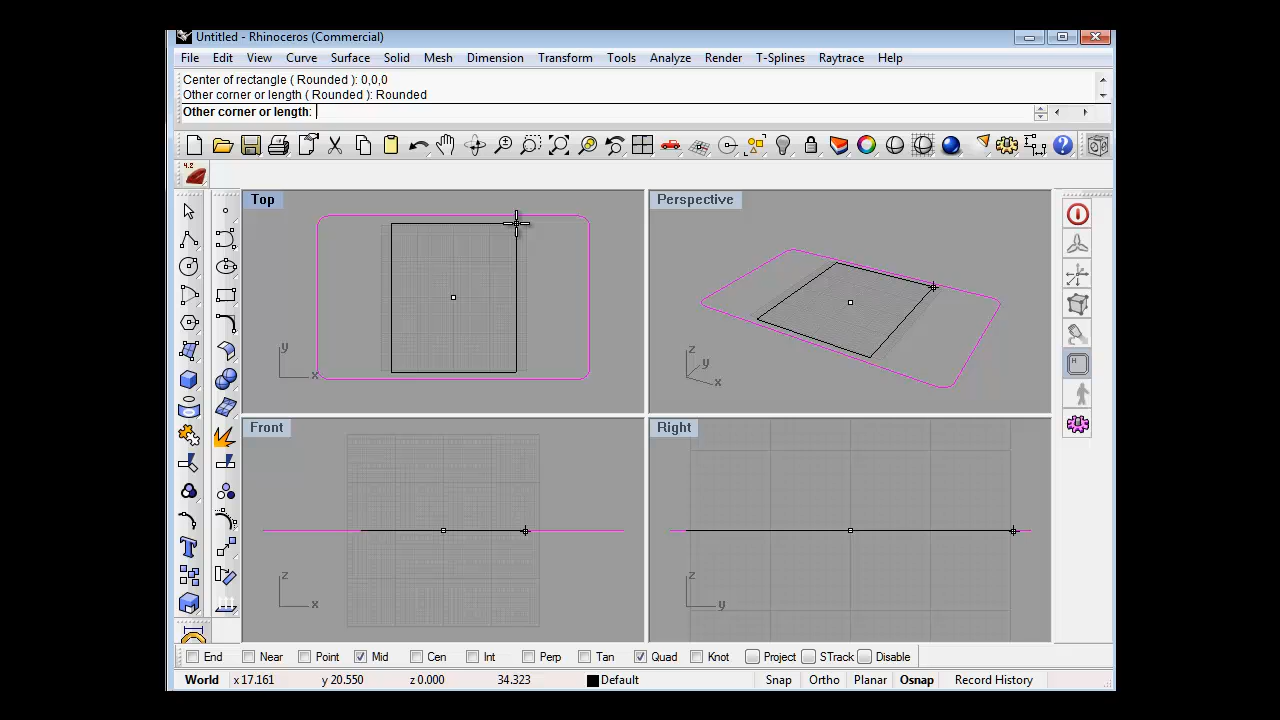 Untitled - Rhinoceros (Commercial)
File Edit View Curve Surface Solid Mesh Dimension Transform Tools Analyze Render T-Splines Raytrace Help
Center of rectangle ( Rounded ): 0,0,0
Other corner or length ( Rounded ): Rounded
Other corner or length:
4.2
Top
Perspective
y
x
z
y
x
H
Front
Right
z
x
z
y
End Near Point Mid Cen Int Perp Tan Quad Knot Project STrack Disable
World x 17.161 y 20.550 z 0.000 34.323 Default Snap Ortho Planar Osnap Record History